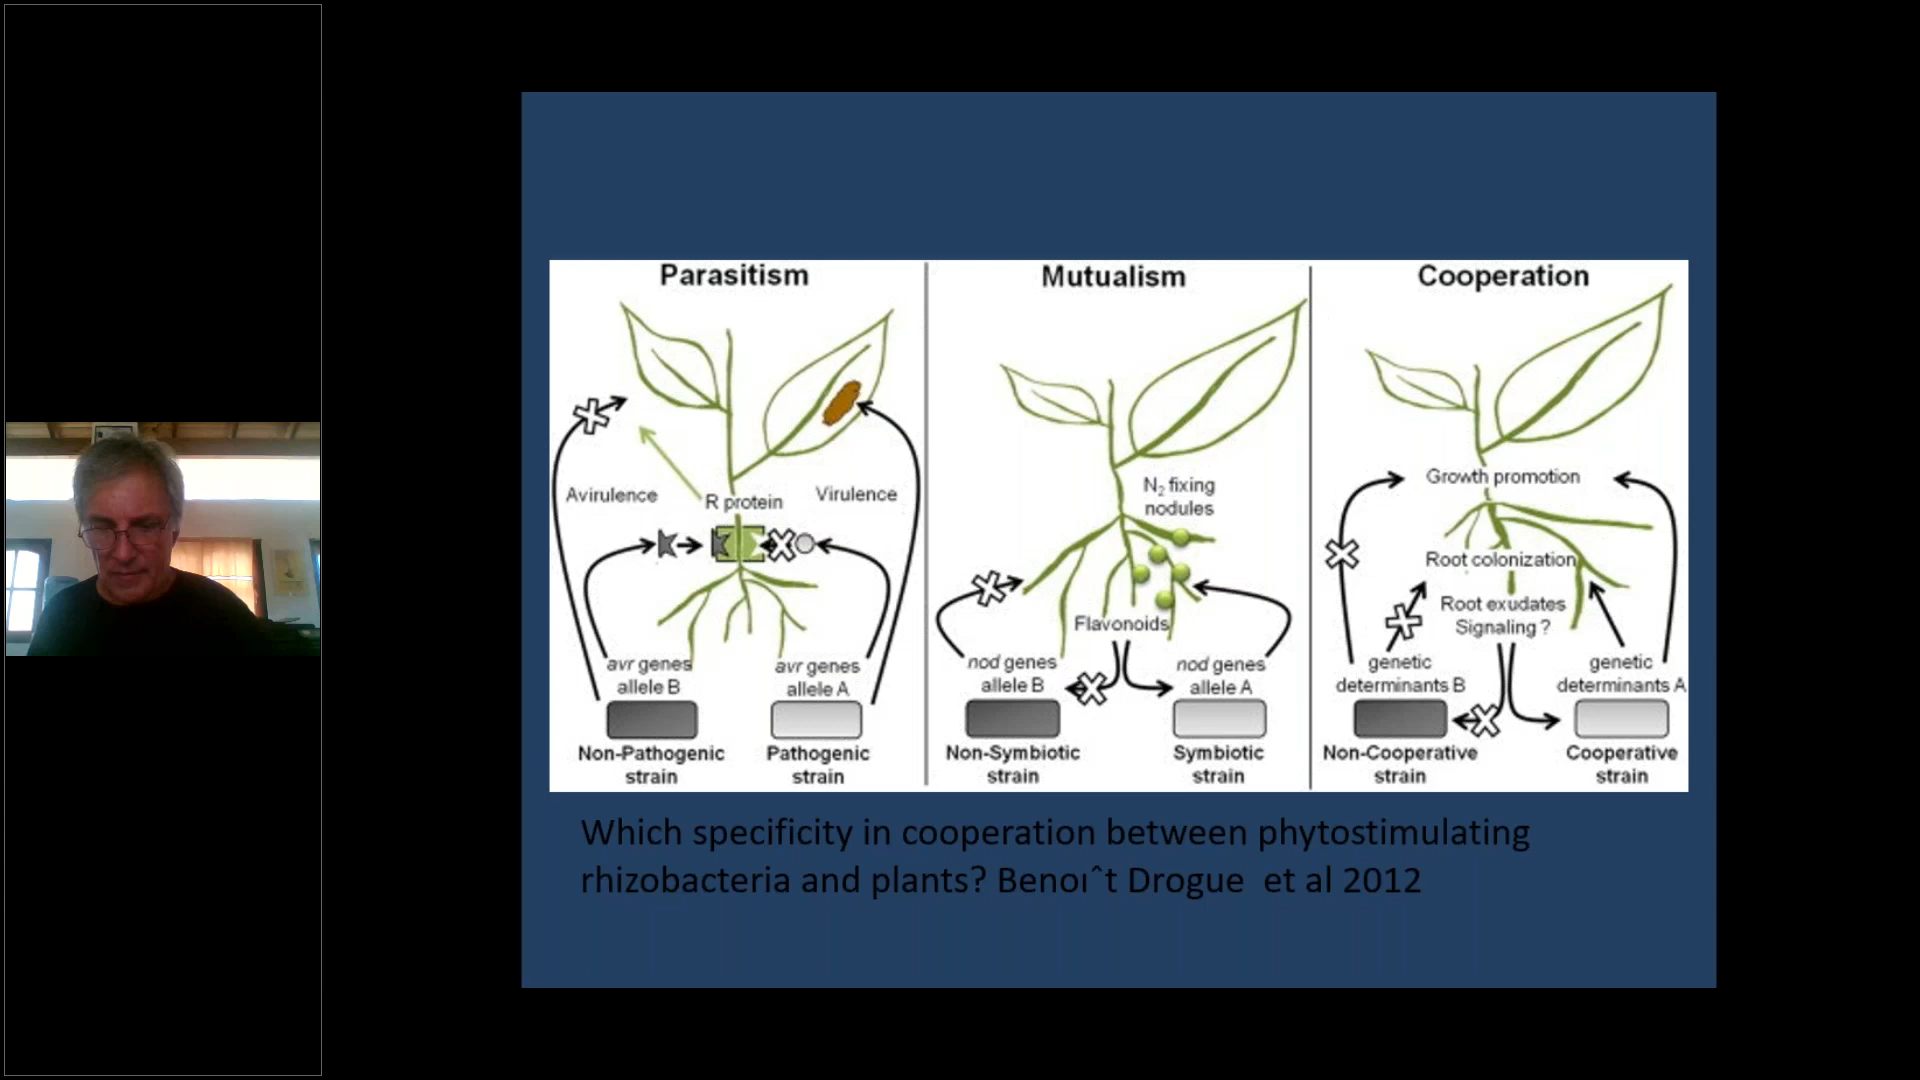 Parasitism
Avirulence
R protein
Virulence
avr genes
allele B
avr genes
allele A
Non-Pathogenic
strain
Pathogenic
strain
Mutualism
N2 fixing
nodules
Flavonoids
nod genes
allele B
nod genes
allele A
Non-Symbiotic
strain
Symbiotic
strain
Cooperation
Growth promotion
Root colonization
Root exudates
Signaling ?
genetic
determinants B
genetic
determinants A
Non-Cooperative
strain
Cooperative
strain
Which specificity in cooperation between phytostimulating
rhizobacteria and plants? Benoıˆt Drogue et al 2012